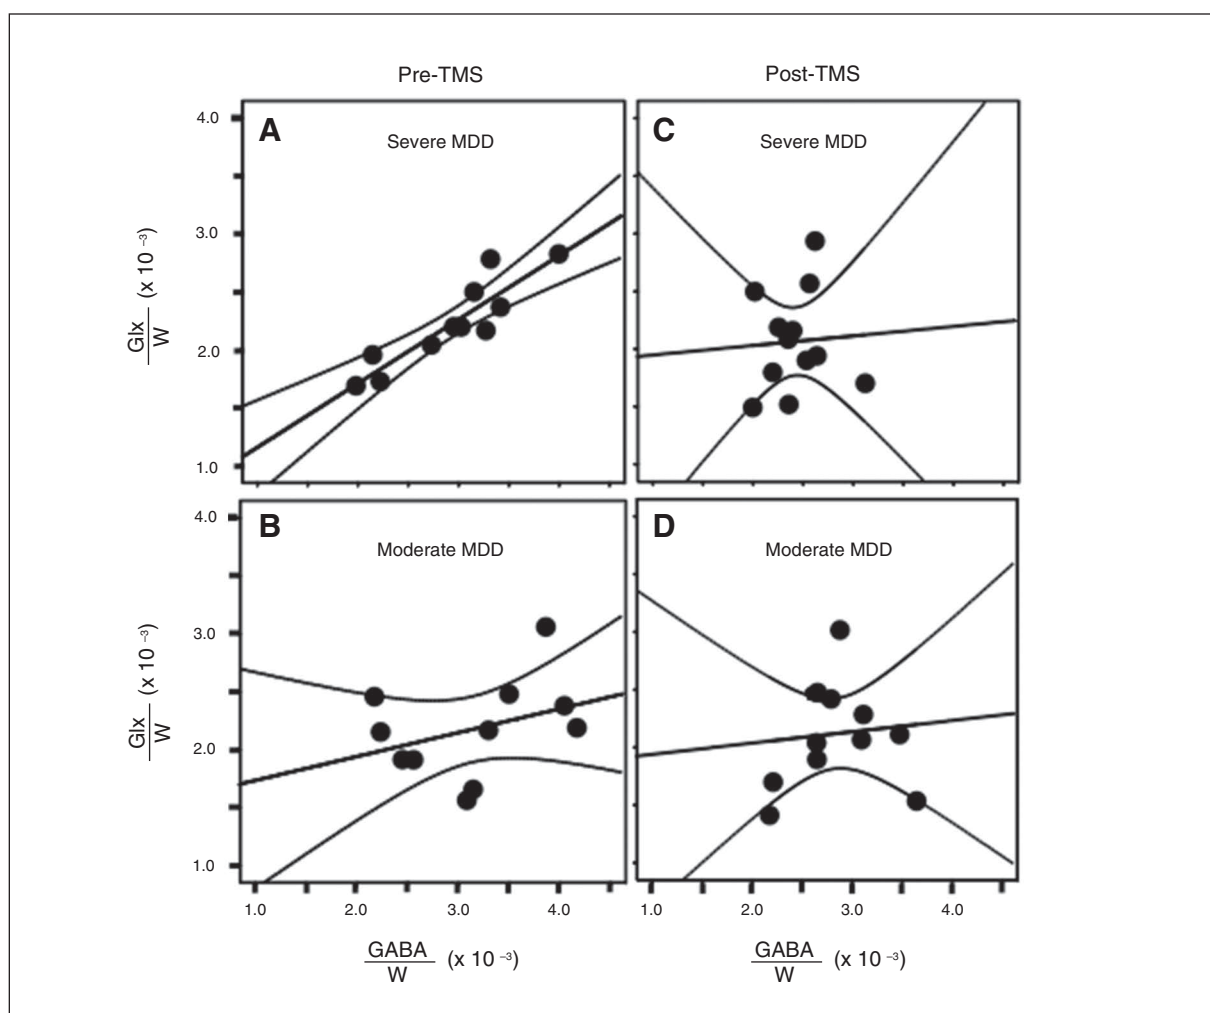 Pre-TMS
Post-TMS
A
Severe MDD
C
Severe MDD
4.0
3.0
2.0
1.0
Glx
W
(x 10 –3)
B
Moderate MDD
D
Moderate MDD
4.0
3.0
2.0
1.0
Glx
W
(x 10 –3)
1.0 2.0 3.0 4.0
1.0 2.0 3.0 4.0
GABA
W
(x 10 –3)
GABA
W
(x 10 –3)